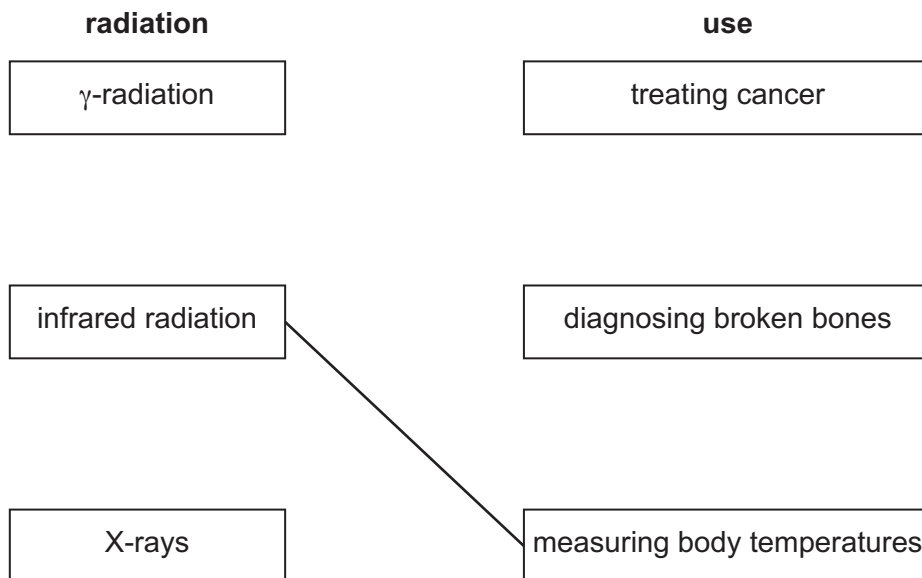 radiation use
γ-radiation treating cancer
infrared radiation diagnosing broken bones
X-rays measuring body temperatures